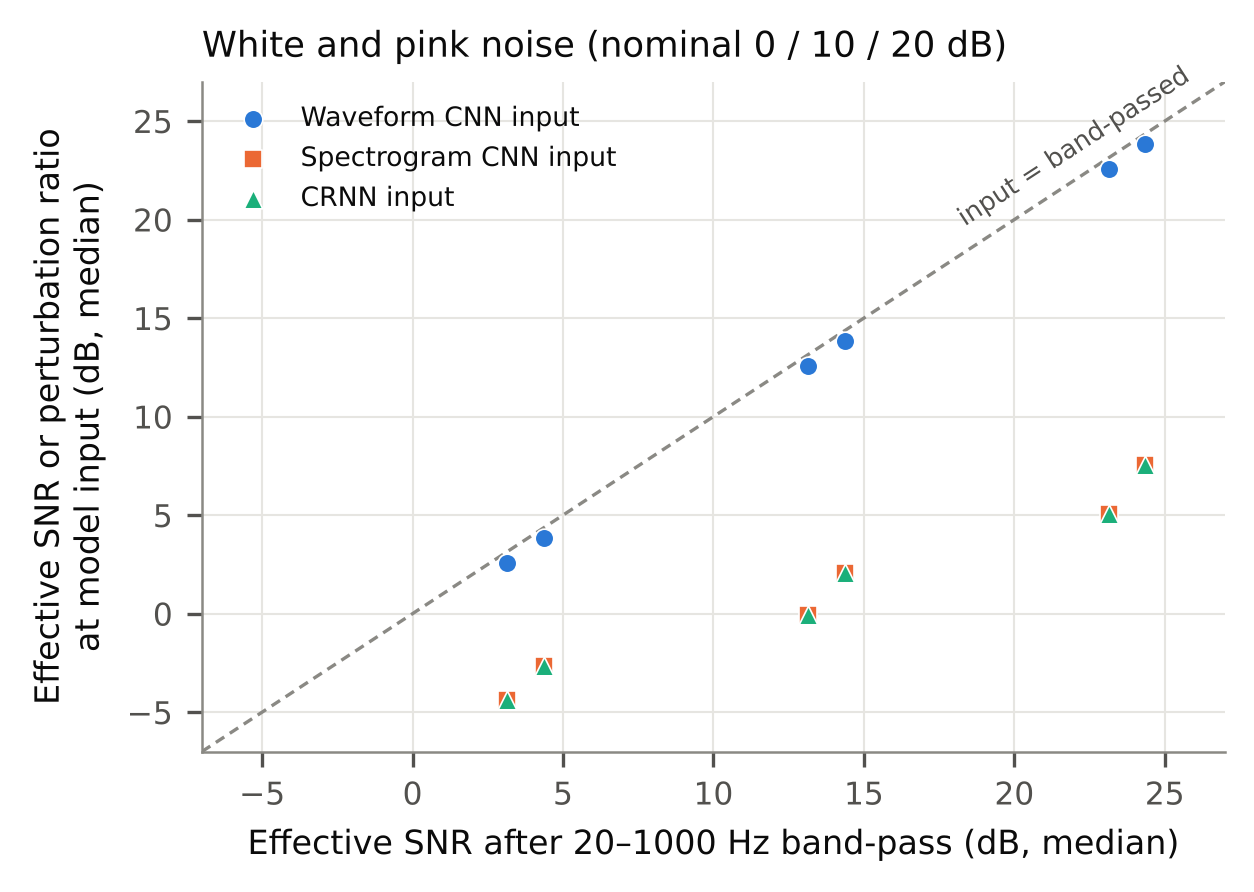 White and pink noise (nominal 0 / 10 / 20 dB)
Waveform CNN input
Spectrogram CNN input
CRNN input
input = band-passed
Effective SNR or perturbation ratio
at model input (dB, median)
25
20
15
10
5
0
−5
−5
0
5
10
15
20
25
Effective SNR after 20–1000 Hz band-pass (dB, median)